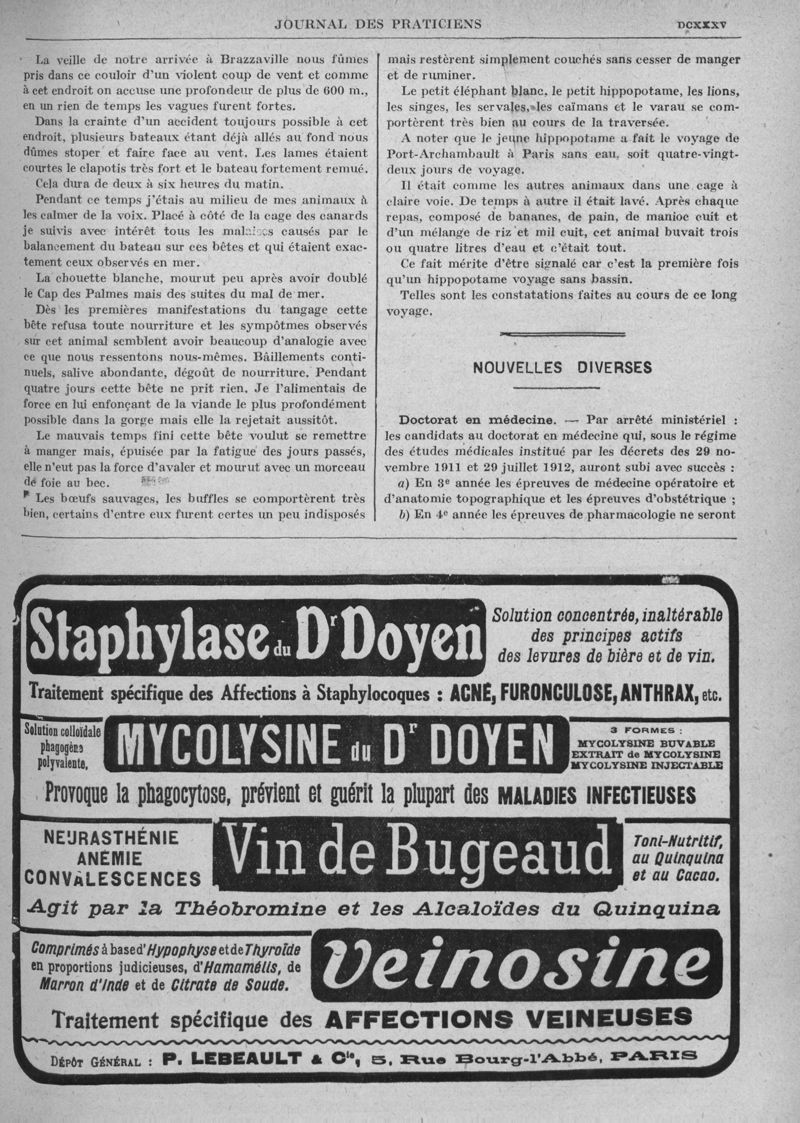 JOURNAL DES PRATICIENS
DCXXXV
La veille de notre arrivée à Brazzaville nous fûmes
pris dans ce couloir d'un violent coup de vent et comme
à cet endroit on accuse une profondeur de plus de 600 m.,
en un rien de temps les vagues furent fortes.
Dans la crainte d'un accident toujours possible à cet
endroit, plusieurs bateaux étant déjà allés au fond nous
dûmes stoper et faire face au vent. Les lames étaient
courtes le clapotis très fort et le bateau fortement remué.
Cela dura de deux à six heures du matin.
Pendant ce temps j'étais au milieu de mes animaux à
les calmer de la voix. Placé à côté de la cage des canards
je suivis avec intérêt tous les malaises causés par le
balancement du bateau sur ces bêtes et qui étaient exac-
tement ceux observés en mer.
La chouette blanche, mourut peu après avoir doublé
le Cap des Palmes mais des suites du mal de mer.
Dès les premières manifestations du tangage cette
bête refusa toute nourriture et les sympôtmes observés
sur cet animal semblent avoir beaucoup d'analogie avec
ce que nous ressentons nous-mêmes. Bâillements conti-
nuels, salive abondante, dégoût de nourriture. Pendant
quatre jours cette bête ne prit rien. Je l'alimentais de
force en lui enfonçant de la viande le plus profondément
possible dans la gorge mais elle la rejetait aussitôt.
Le mauvais temps fini cette bête voulut se remettre
à manger mais, épuisée par la fatigue des jours passés,
elle n'eut pas la force d'avaler et mourut avec un morceau
de foie au bec.
Les bœufs sauvages, les buffles se comportèrent très
bien, certains d'entre eux furent certes un peu indisposés
mais restèrent simplement couchés sans cesser de manger
et de ruminer.
Le petit éléphant blanc, le petit hippopotame, les lions,
les singes, les servales, les caïmans et le varau se com-
portèrent très bien au cours de la traversée.
A noter que le jeune hippopotame a fait le voyage de
Port-Archambault à Paris sans eau, soit quatre-vingt-
deux jours de voyage.
Il était comme les autres animaux dans une cage à
claire voie. De temps à autre il était lavé. Après chaque
repas, composé de bananes, de pain, de manioc cuit et
d'un mélange de riz et mil cuit, cet animal buvait trois
ou quatre litres d'eau et c'était tout.
Ce fait mérite d'être signalé car c'est la première fois
qu'un hippopotame voyage sans bassin.
Telles sont les constatations faites au cours de ce long
voyage.
NOUVELLES DIVERSES
Doctorat en médecine. — Par arrêté ministériel :
les candidats au doctorat en médecine qui, sous le régime
des études médicales institué par les décrets des 29 no-
vembre 1911 et 29 juillet 1912, auront subi avec succès :
a) En 3e année les épreuves de médecine opératoire et
d'anatomie topographique et les épreuves d'obstétrique ;
b) En 4e année les épreuves de pharmacologie ne seront
Staphylase du Dr Doyen
Solution concentrée, inaltérable
des principes actifs
des levures de bière et de vin.
Traitement spécifique des Affections à Staphylocoques : ACNÉ, FURONCULOSE, ANTHRAX, etc.
Solution colloïdale
phagogène
polyvalente,
MYCOLYSINE du Dr DOYEN
3 FORMES :
MYCOLYSINE BUVABLE
EXTRAIT de MYCOLYSINE
MYCOLYSINE INJECTABLE
Provoque la phagocytose, prévient et guérit la plupart des MALADIES INFECTIEUSES
NEURASTHÉNIE
ANÉMIE
CONVALESCENCES
Vin de Bugeaud
Toni-Nutritif,
au Quinquina
et au Cacao.
Agit par la Théobromine et les Alcaloïdes du Quinquina
Comprimés à base d'Hypophyse et de Thyroïde
en proportions judicieuses, d'Hamamélis, de
Marron d'Inde et de Citrate de Soude.
Veinosine
Traitement spécifique des AFFECTIONS VEINEUSES
DÉPÔT GÉNÉRAL : P. LEBEAULT & Cie, 5, Rue Bourg-l'Abbé, PARIS